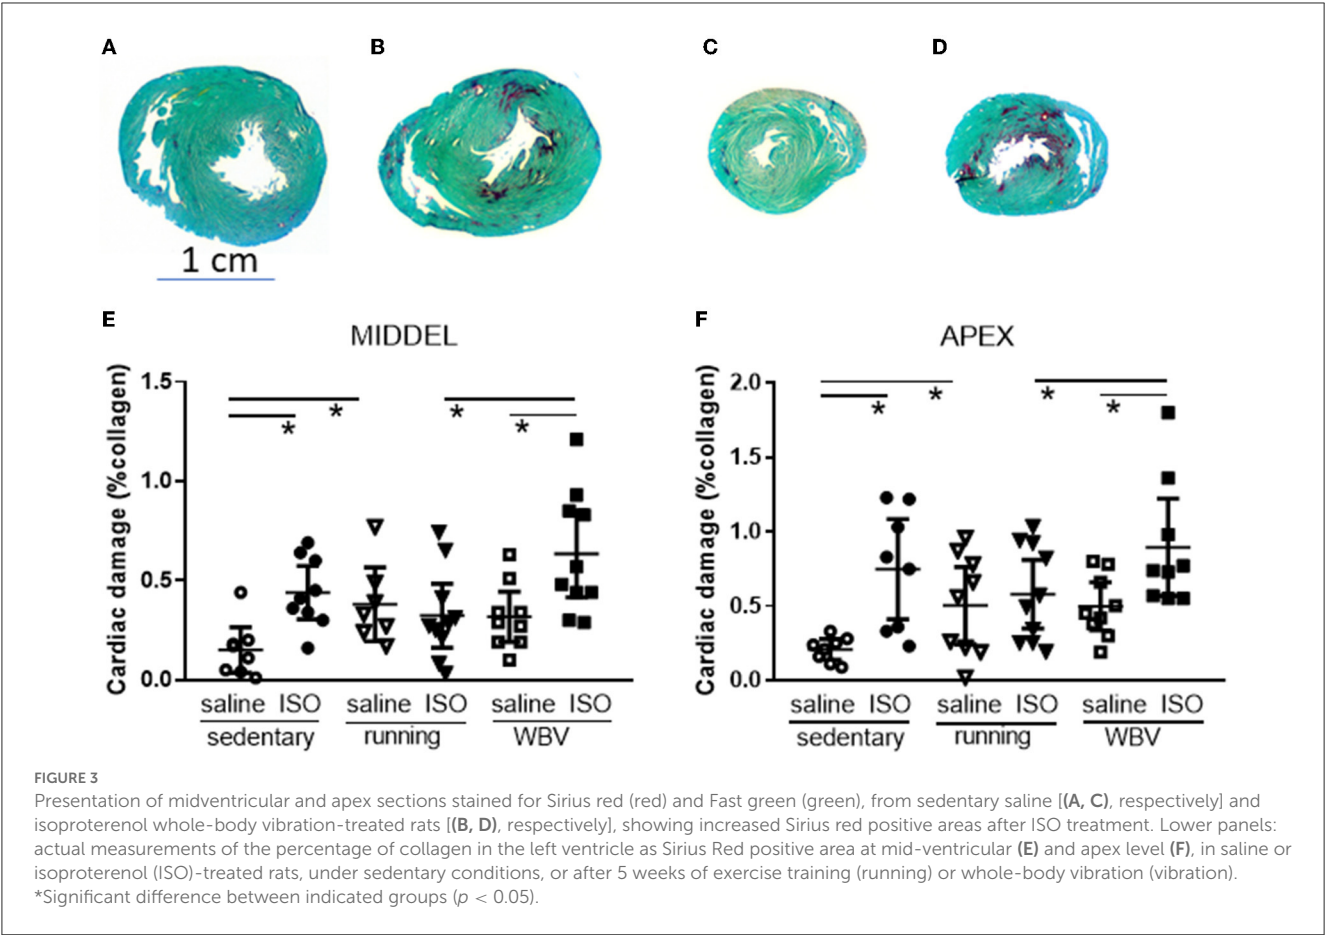 A
B
C
D
1 cm
E
MIDDEL
Cardiac damage (%collagen)
1.5
1.0
0.5
0.0
*
*
*
*
saline ISO saline ISO saline ISO
sedentary running WBV
F
APEX
Cardiac damage (%collagen)
2.0
1.5
1.0
0.5
0.0
*
*
*
*
saline ISO saline ISO saline ISO
sedentary running WBV
FIGURE 3
Presentation of midventricular and apex sections stained for Sirius red (red) and Fast green (green), from sedentary saline [(A, C), respectively] and
isoproterenol whole-body vibration-treated rats [(B, D), respectively], showing increased Sirius red positive areas after ISO treatment. Lower panels:
actual measurements of the percentage of collagen in the left ventricle as Sirius Red positive area at mid-ventricular (E) and apex level (F), in saline or
isoproterenol (ISO)-treated rats, under sedentary conditions, or after 5 weeks of exercise training (running) or whole-body vibration (vibration).
*Significant difference between indicated groups (p < 0.05).